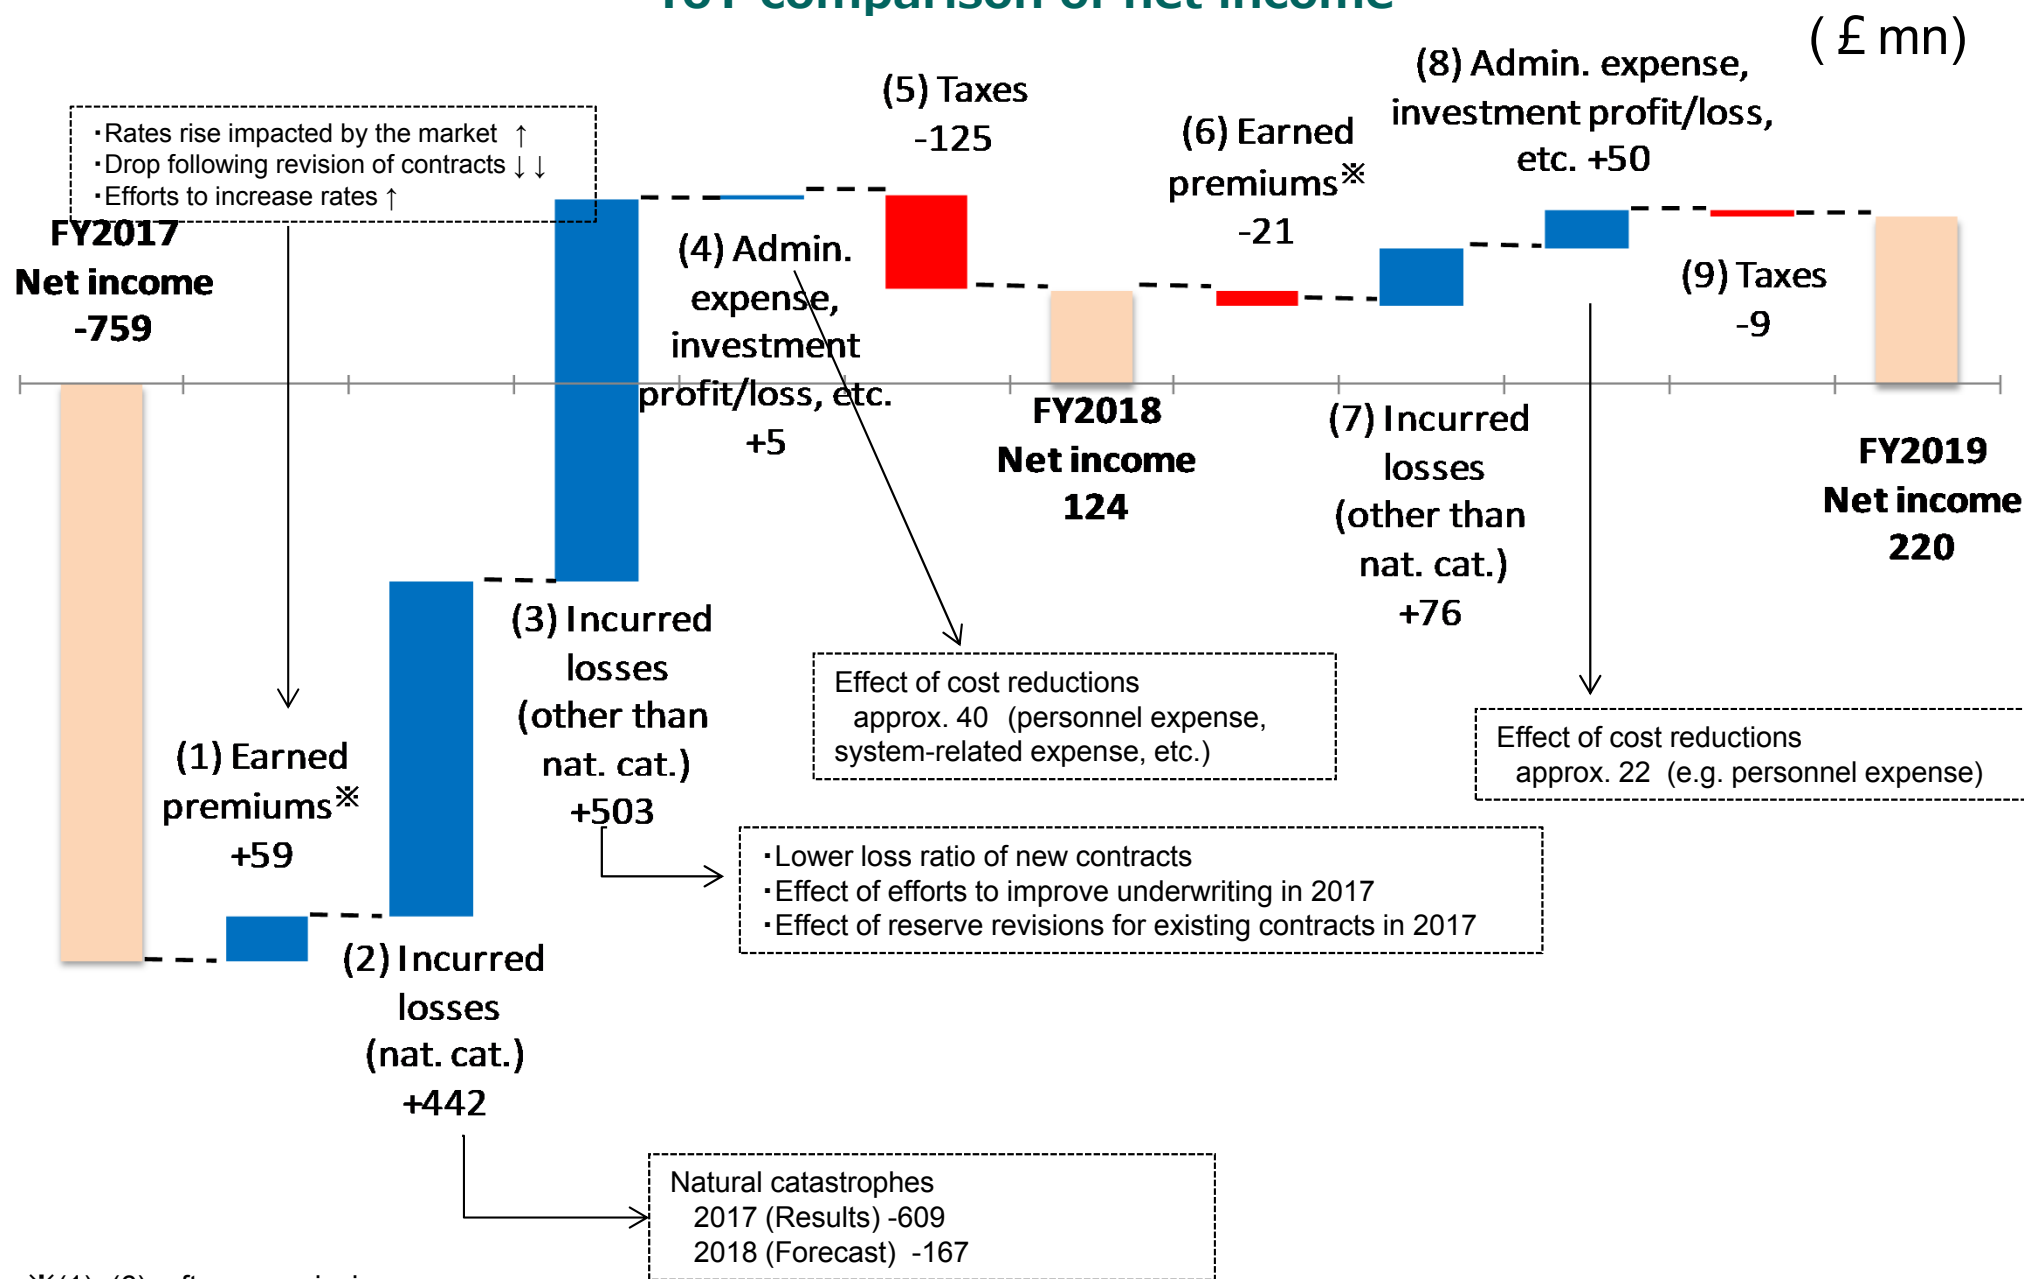 YoY comparison of net income
(￡mn)
・Rates rise impacted by the market ↑
・Drop following revision of contracts ↓↓
・Efforts to increase rates ↑
FY2017
Net income
-759
(1) Earned
premiums※
+59
(2) Incurred
losses
(nat. cat.)
+442
(3) Incurred
losses
(other than
nat. cat.)
+503
(4) Admin.
expense,
investment
profit/loss, etc.
+5
(5) Taxes
-125
FY2018
Net income
124
(6) Earned
premiums※
-21
(7) Incurred
losses
(other than
nat. cat.)
+76
(8) Admin. expense,
investment profit/loss,
etc. +50
(9) Taxes
-9
FY2019
Net income
220
Effect of cost reductions
approx. 40 (personnel expense,
system-related expense, etc.)
Effect of cost reductions
approx. 22 (e.g. personnel expense)
・Lower loss ratio of new contracts
・Effect of efforts to improve underwriting in 2017
・Effect of reserve revisions for existing contracts in 2017
Natural catastrophes
2017 (Results) -609
2018 (Forecast) -167